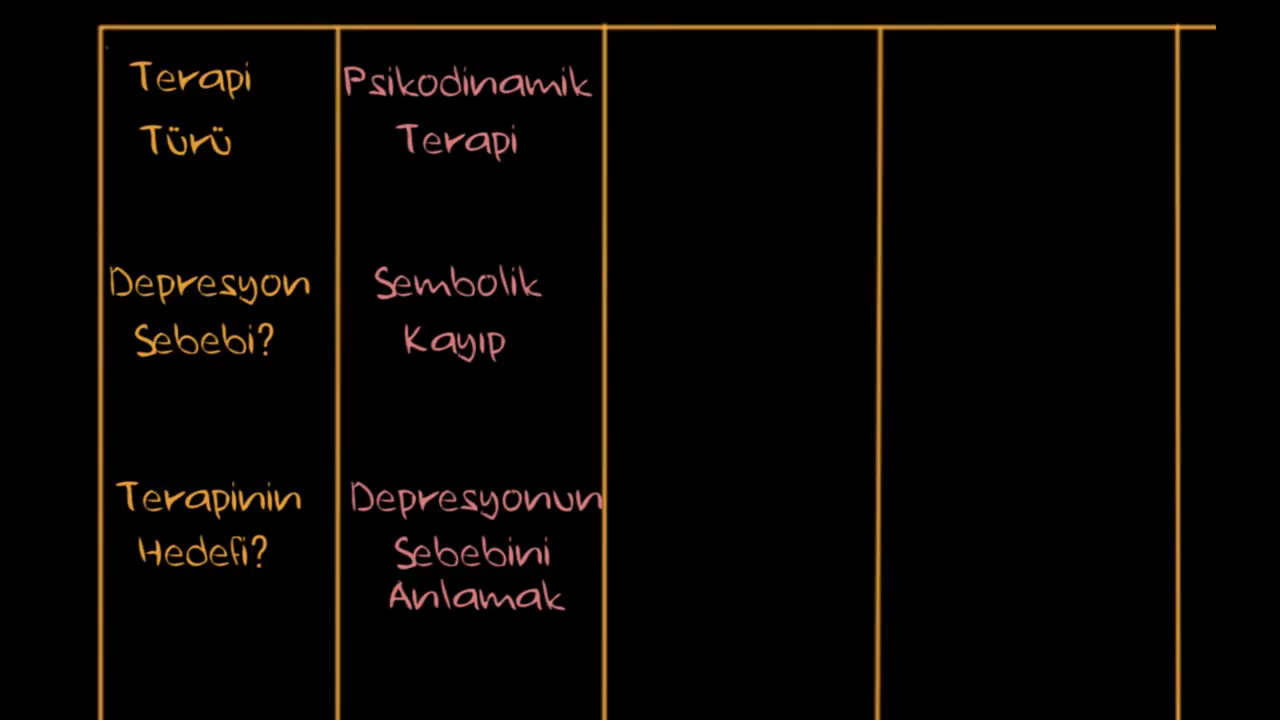 Terapi
Türü
Psikodinamik
Terapi
Depresyon
Sebebi?
Sembolik
Kayıp
Terapinin
Hedefi?
Depresyonun
Sebebini
Anlamak